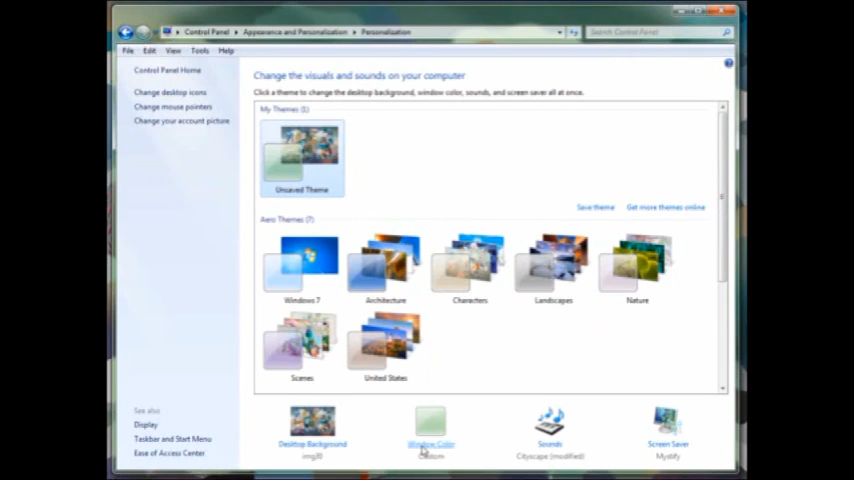 Control Panel Appearance and Personalization Personalization Search Control Panel
File Edit View Tools Help
Control Panel Home
Change desktop icons
Change mouse pointers
Change your account picture
See also
Display
Taskbar and Start Menu
Ease of Access Center
Change the visuals and sounds on your computer
Click a theme to change the desktop background, window color, sounds, and screen saver all at once.
My Themes (1)
Unsaved Theme
Save theme Get more themes online
Aero Themes (7)
Windows 7 Architecture Characters Landscapes Nature
Scenes United States
Desktop Background Window Color Sounds Screen Saver
img30 Custom Cityscape (modified) Mystify